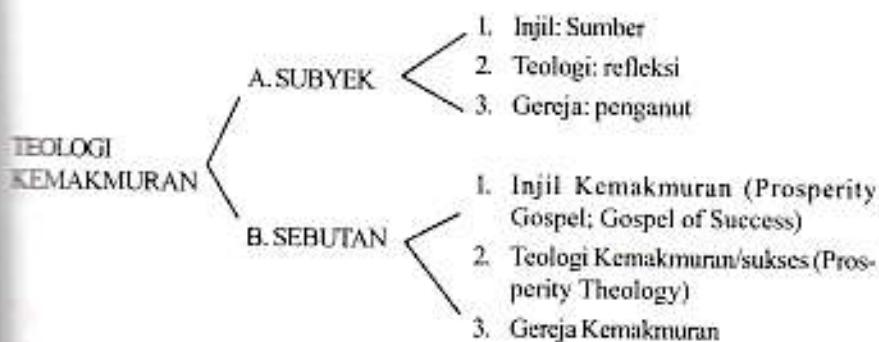 TEOLOGI
KEMAKMURAN
A. SUBYEK
1. Injil: Sumber
2. Teologi: refleksi
3. Gereja: penganut
B. SEBUTAN
1. Injil Kemakmuran (Prosperity
Gospel; Gospel of Success)
2. Teologi Kemakmuran/sukses (Pros-
perity Theology)
3. Gereja Kemakmuran